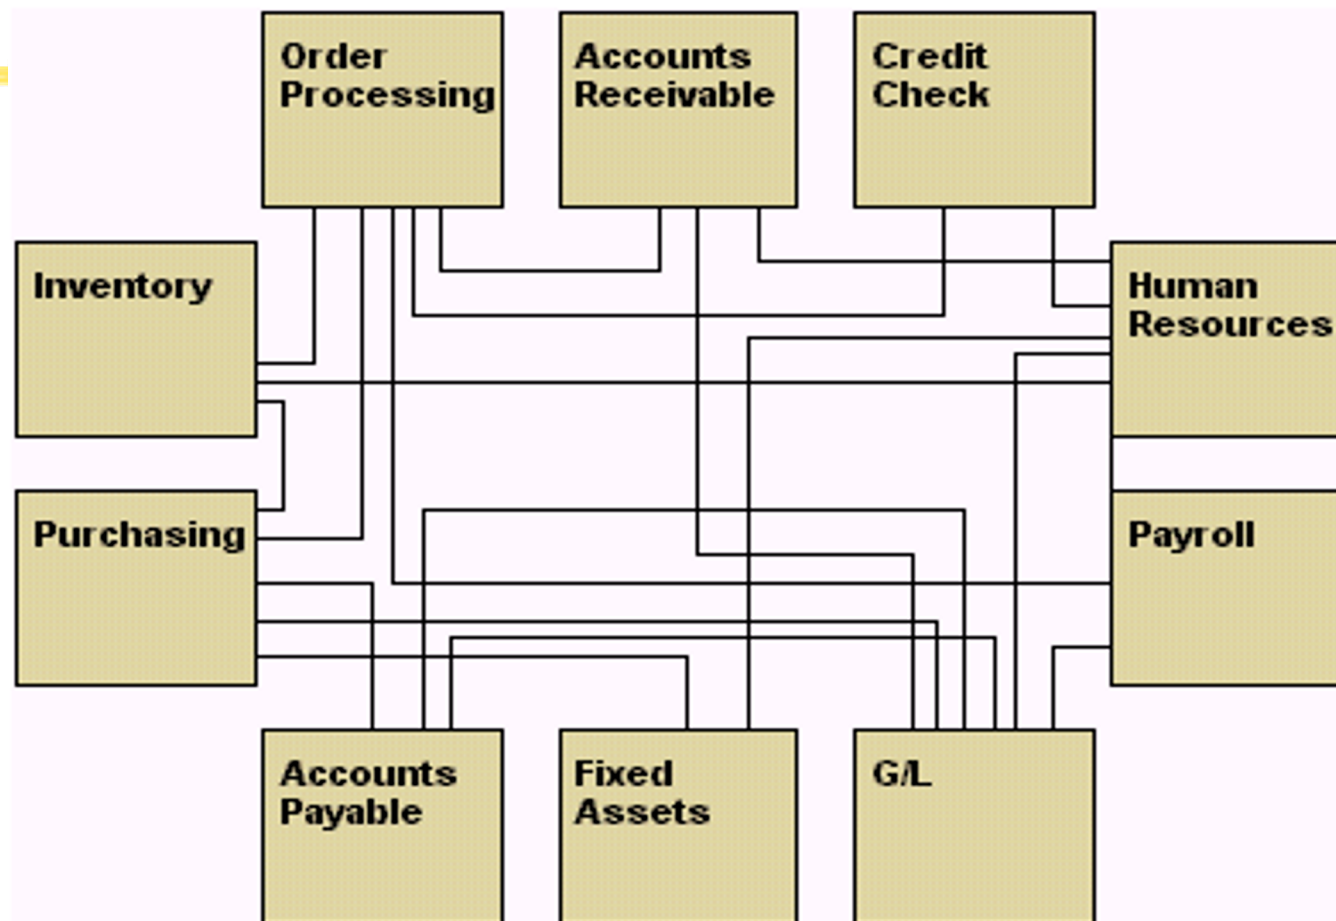 Order
Processing
Accounts
Receivable
Credit
Check
Inventory
Human
Resources
Purchasing
Payroll
Accounts
Payable
Fixed
Assets
G/L